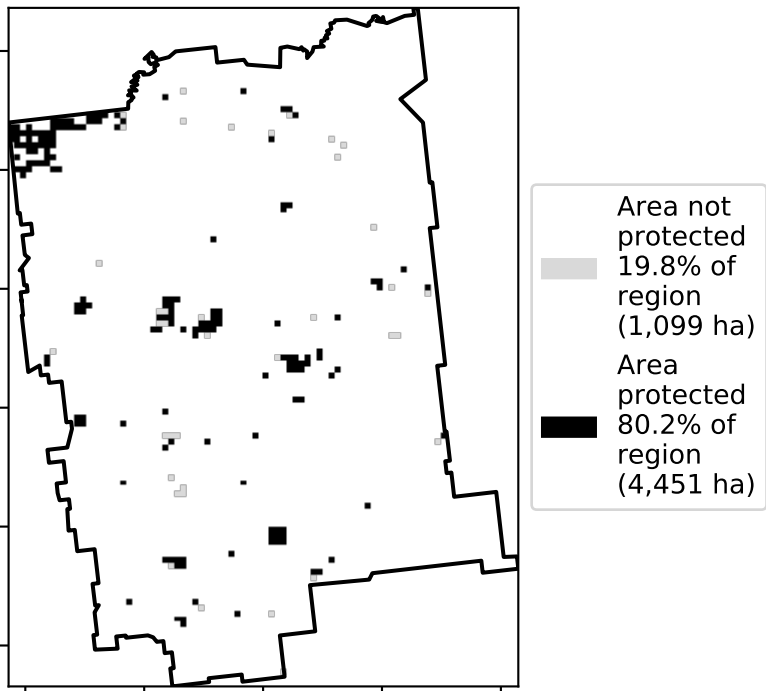 Area not
protected
19.8% of
region
(1,099 ha)
Area
protected
80.2% of
region
(4,451 ha)